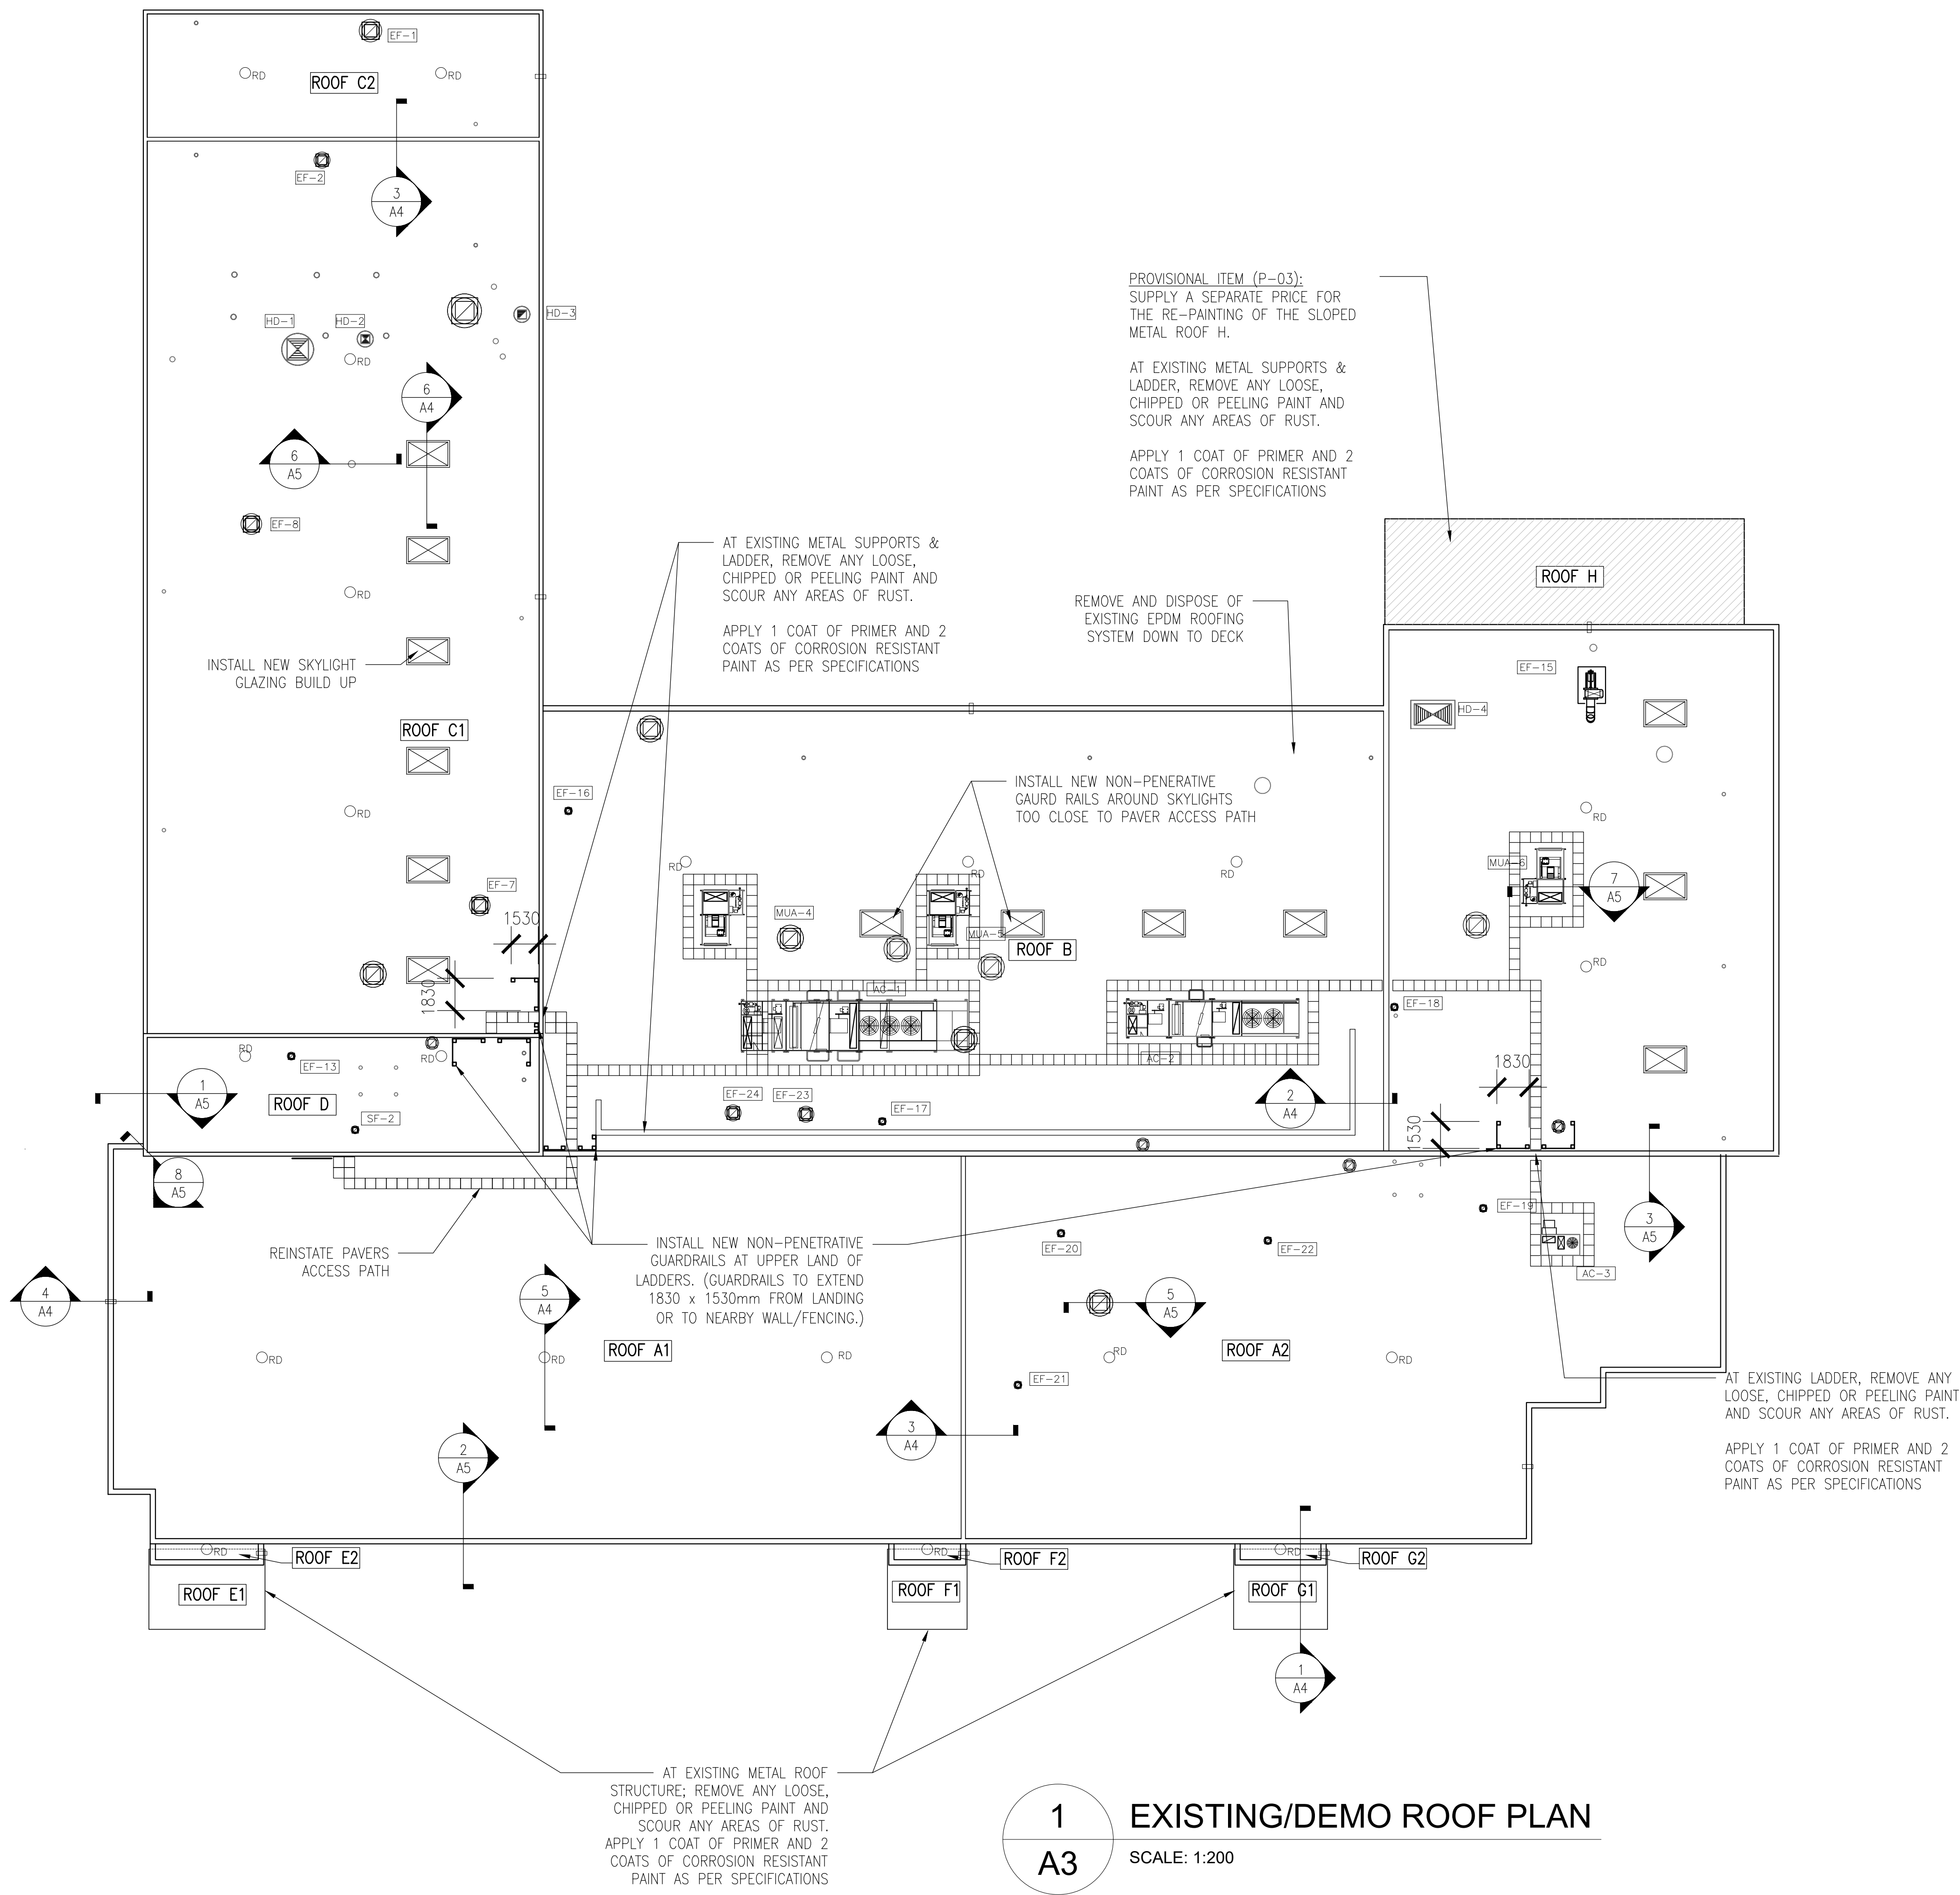 EF-1
RD
RD
ROOF C2
EF-2
3
A4
HD-1
HD-2
HD-3
RD
6
A4
6
A5
EF-8
RD
INSTALL NEW SKYLIGHT
GLAZING BUILD UP
ROOF C1
RD
EF-7
1530
1830
PROVISIONAL ITEM (P-03):
SUPPLY A SEPARATE PRICE FOR
THE RE-PAINTING OF THE SLOPED
METAL ROOF H.
AT EXISTING METAL SUPPORTS &
LADDER, REMOVE ANY LOOSE,
CHIPPED OR PEELING PAINT AND
SCOUR ANY AREAS OF RUST.
APPLY 1 COAT OF PRIMER AND 2
COATS OF CORROSION RESISTANT
PAINT AS PER SPECIFICATIONS
AT EXISTING METAL SUPPORTS &
LADDER, REMOVE ANY LOOSE,
CHIPPED OR PEELING PAINT AND
SCOUR ANY AREAS OF RUST.
APPLY 1 COAT OF PRIMER AND 2
COATS OF CORROSION RESISTANT
PAINT AS PER SPECIFICATIONS
REMOVE AND DISPOSE OF
EXISTING EPDM ROOFING
SYSTEM DOWN TO DECK
ROOF H
EF-15
HD-4
EF-16
INSTALL NEW NON-PENERATIVE
GAURD RAILS AROUND SKYLIGHTS
TOO CLOSE TO PAVER ACCESS PATH
RD
RD
RD
RD
MUA-4
MUA-5
ROOF B
MUA-6
7
A5
RD
AC-1
AC-2
EF-18
RD
EF-13
RD
1
A5
ROOF D
SF-2
EF-24
EF-23
EF-17
2
A4
1830
1530
8
A5
REINSTATE PAVERS
ACCESS PATH
INSTALL NEW NON-PENETRATIVE
GUARDRAILS AT UPPER LAND OF
LADDERS. (GUARDRAILS TO EXTEND
1830 x 1530mm FROM LANDING
OR TO NEARBY WALL/FENCING.)
EF-20
EF-22
EF-19
3
A5
AC-3
4
A4
5
A4
5
A5
RD
RD
ROOF A1
RD
RD
ROOF A2
RD
EF-21
3
A4
2
A5
AT EXISTING LADDER, REMOVE ANY
LOOSE, CHIPPED OR PEELING PAINT
AND SCOUR ANY AREAS OF RUST.
APPLY 1 COAT OF PRIMER AND 2
COATS OF CORROSION RESISTANT
PAINT AS PER SPECIFICATIONS
RD
ROOF E2
RD
ROOF F2
RD
ROOF G2
ROOF E1
ROOF F1
ROOF G1
1
A4
AT EXISTING METAL ROOF
STRUCTURE; REMOVE ANY LOOSE,
CHIPPED OR PEELING PAINT AND
SCOUR ANY AREAS OF RUST.
APPLY 1 COAT OF PRIMER AND 2
COATS OF CORROSION RESISTANT
PAINT AS PER SPECIFICATIONS
1
A3
EXISTING/DEMO ROOF PLAN
SCALE: 1:200